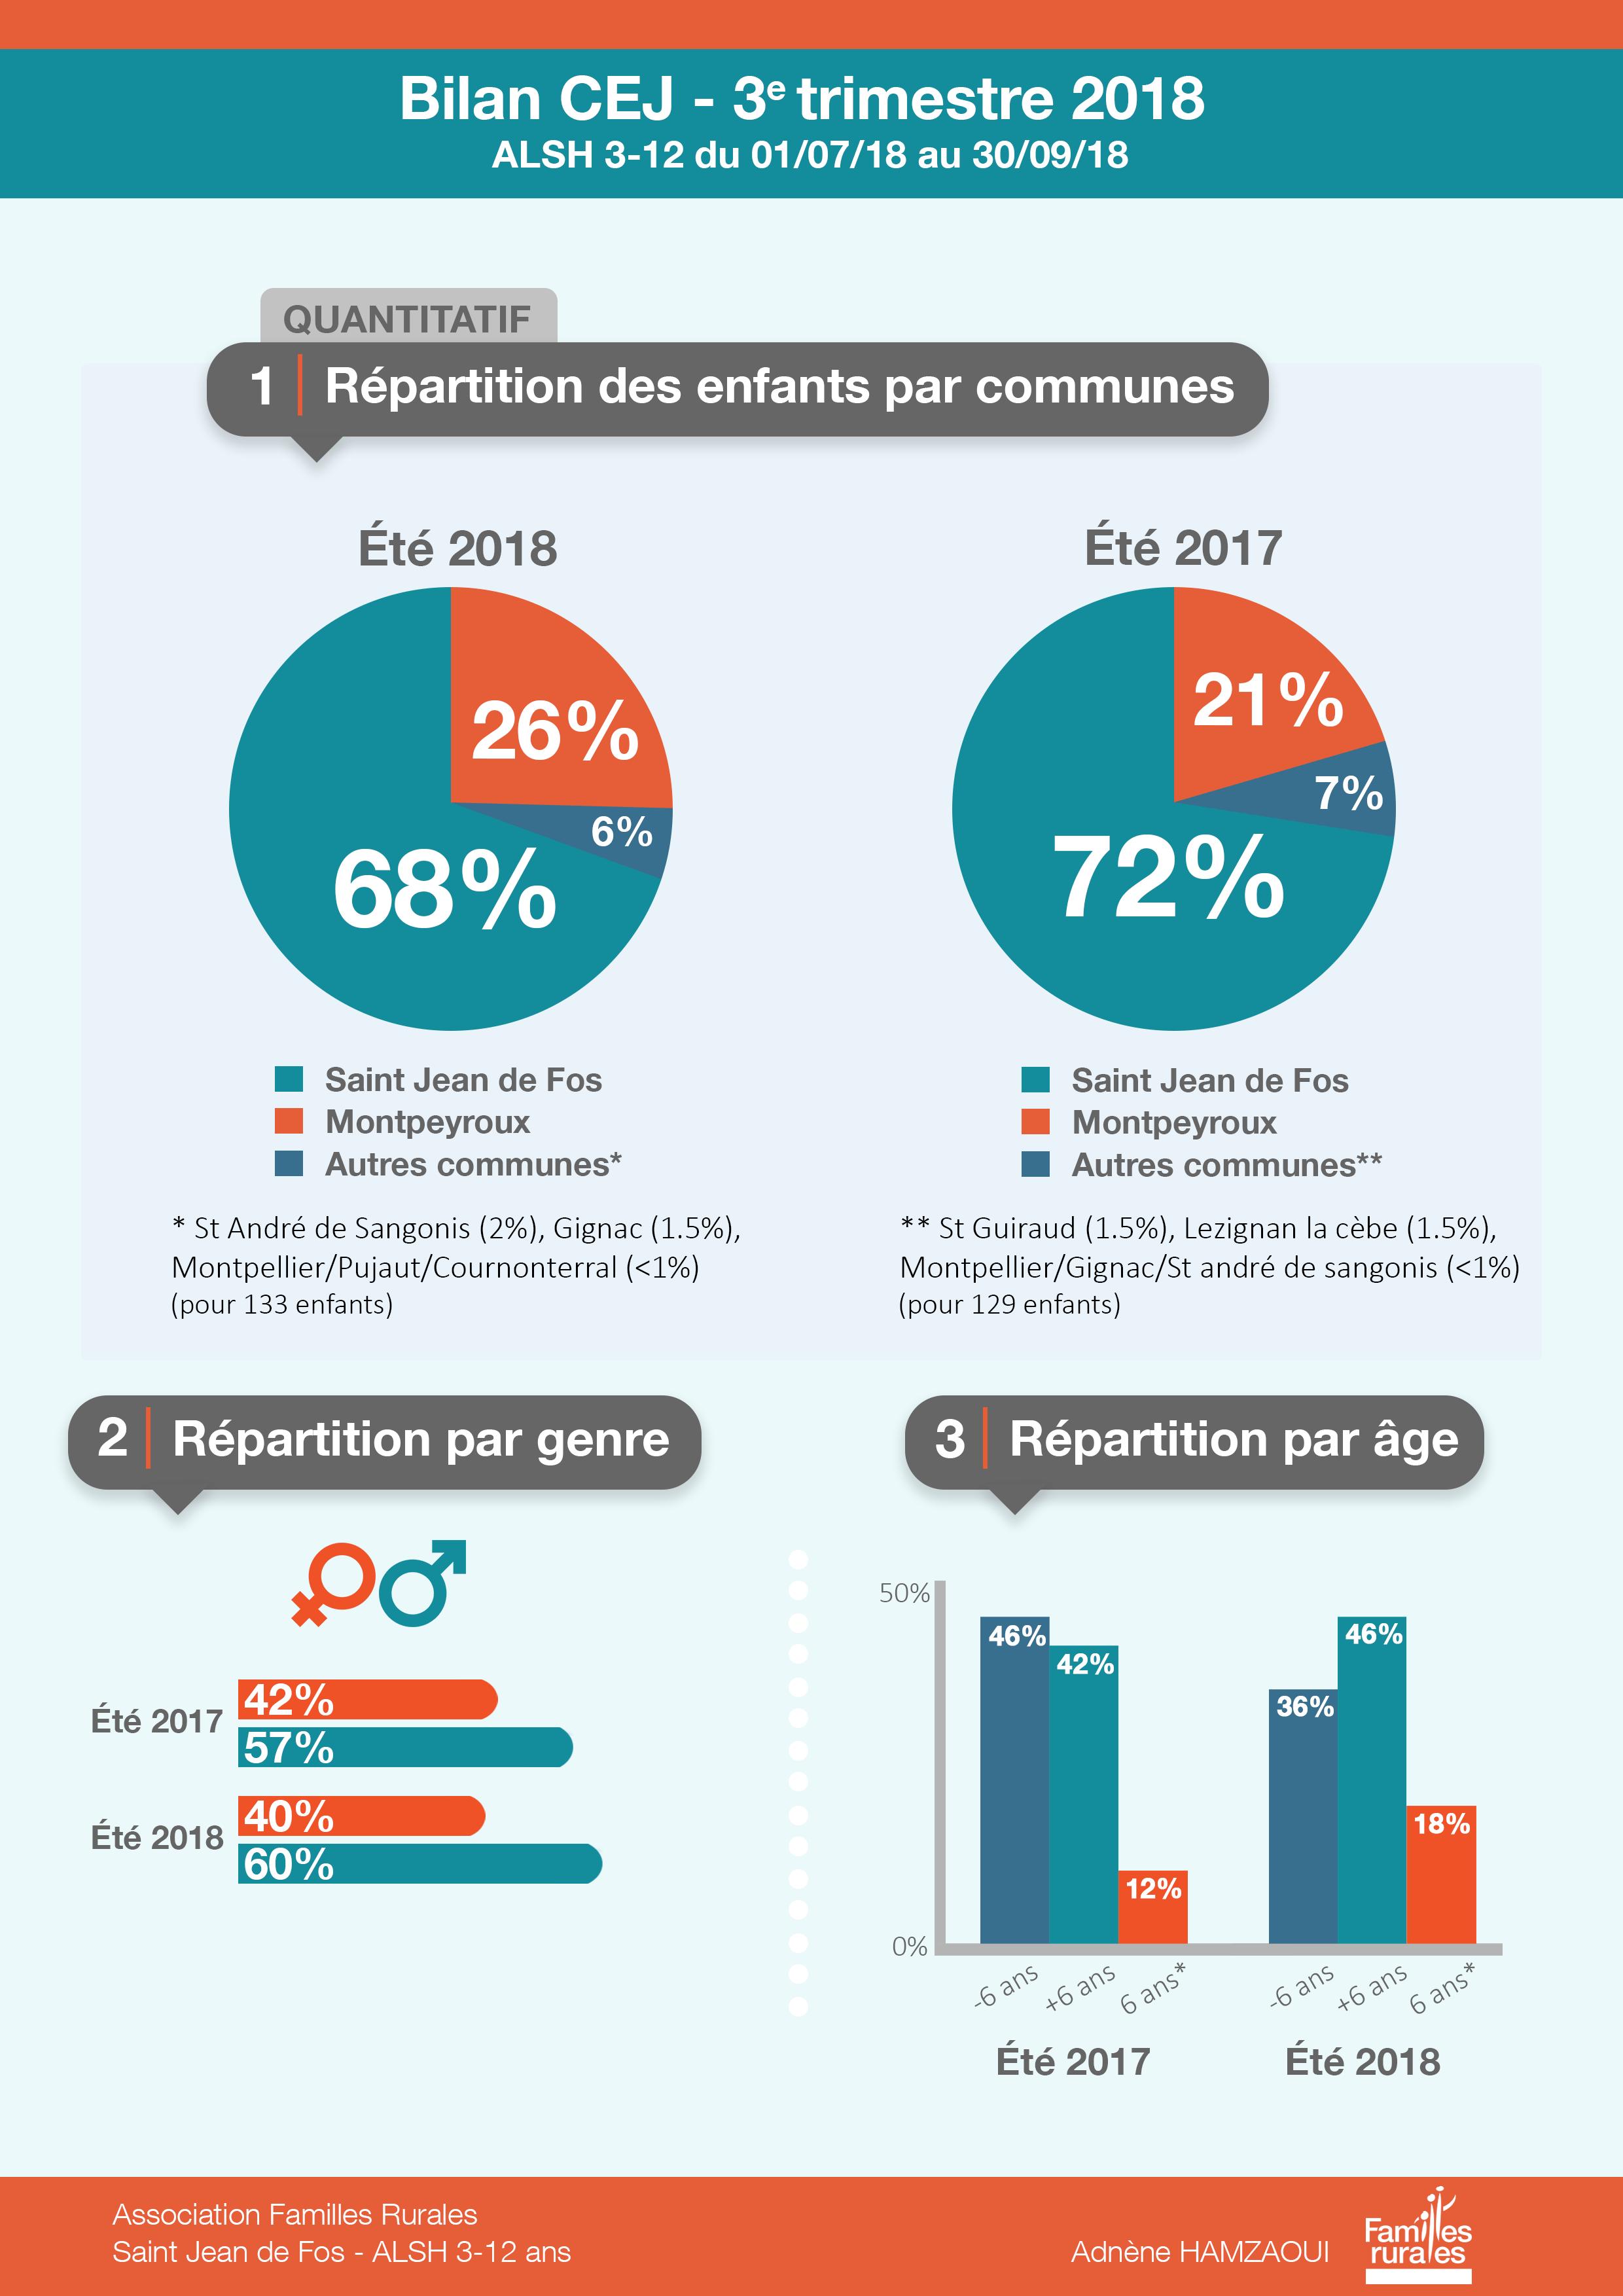 Bilan CEJ - 3e trimestre 2018
ALSH 3-12 du 01/07/18 au 30/09/18
QUANTITATIF
1 Répartition des enfants par communes
Été 2018
26%
6%
68%
Saint Jean de Fos
Montpeyroux
Autres communes*
* St André de Sangonis (2%), Gignac (1.5%),
Montpellier/Pujaut/Cournonterral (<1%)
(pour 133 enfants)
Été 2017
21%
7%
72%
Saint Jean de Fos
Montpeyroux
Autres communes**
** St Guiraud (1.5%), Lezignan la cèbe (1.5%),
Montpellier/Gignac/St andré de sangonis (<1%)
(pour 129 enfants)
2 Répartition par genre
Été 2017
42%
57%
Été 2018
40%
60%
3 Répartition par âge
50%
0%
46%
42%
12%
36%
46%
18%
-6 ans
+6 ans
6 ans*
-6 ans
+6 ans
6 ans*
Été 2017
Été 2018
Association Familles Rurales
Saint Jean de Fos - ALSH 3-12 ans
Adnène HAMZAOUI
Familles
rurales